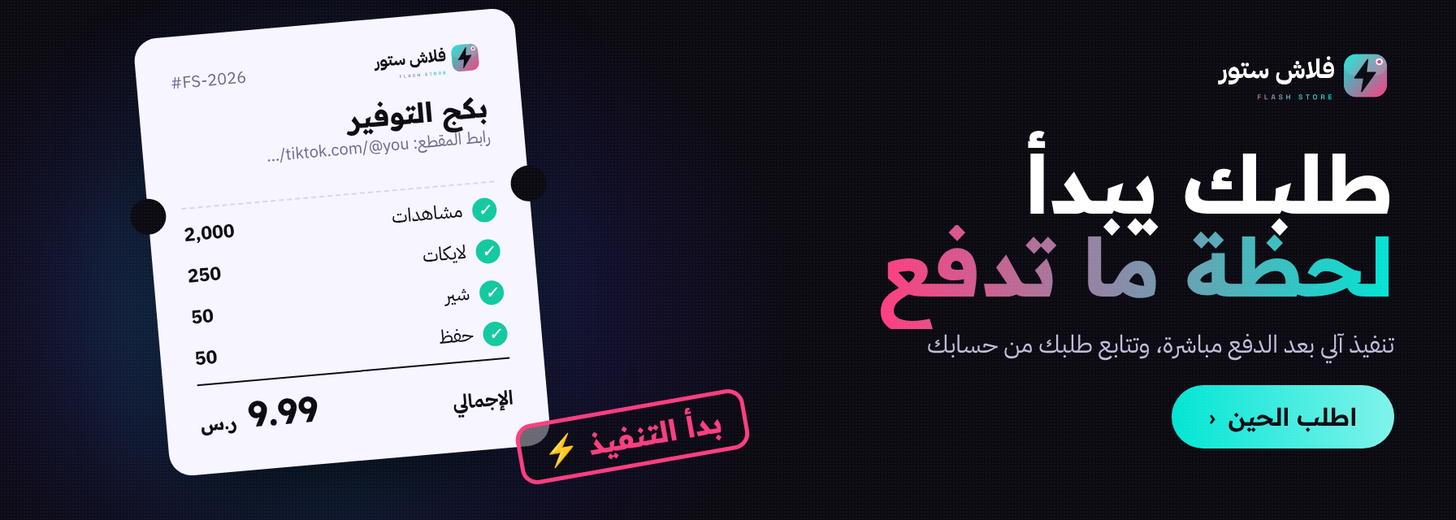 فلاش ستور
FLASH STORE
طلبك يبدأ
لحظة ما تدفع
تنفيذ آلي بعد الدفع مباشرة، وتتابع طلبك من حسابك
اطلب الحين ‹
فلاش ستور
FLASH STORE
#FS-2026
بكج التوفير
رابط المقطع: tiktok.com/@you/...
✓ مشاهدات 2,000
✓ لايكات 250
✓ شير 50
✓ حفظ 50
الإجمالي 9.99 ر.س
بدأ التنفيذ ⚡